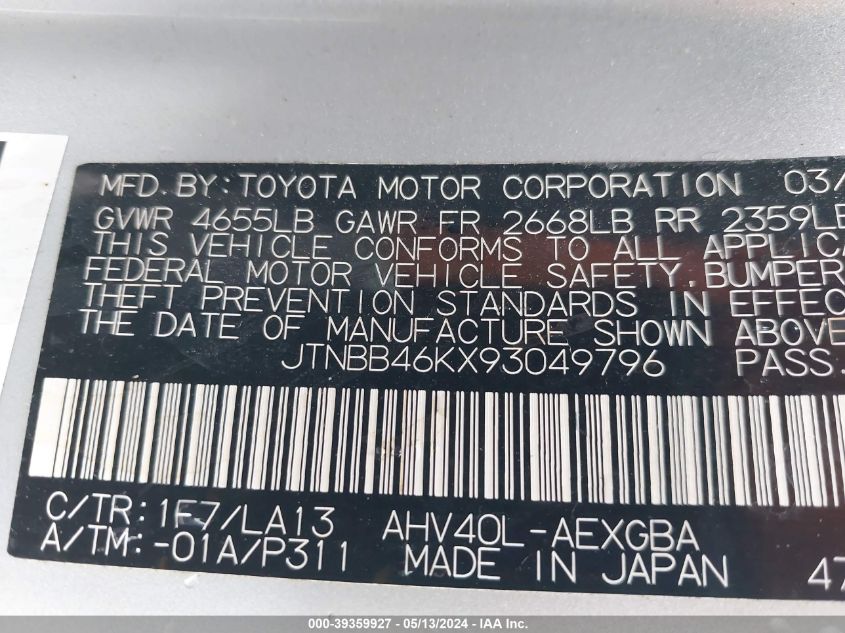 MFD.BY:TOYOTA MOTOR CORPORATION 03/
GVWR 4655LB GAWR FR 2668LB RR 2359LB
THIS VEHICLE CONFORMS TO ALL APPLICA
FEDERAL MOTOR VEHICLE SAFETY,BUMPER
THEFT PREVENTION STANDARDS IN EFFEC
THE DATE OF MANUFACTURE SHOWN ABOVE
JTNBB46KX93049796 PASS.
C/TR:1F7/LA13 AHV40L-AEXGBA
A/TM:-01A/P311 MADE IN JAPAN 47
000-39359927 - 05/13/2024 - IAA, Inc.